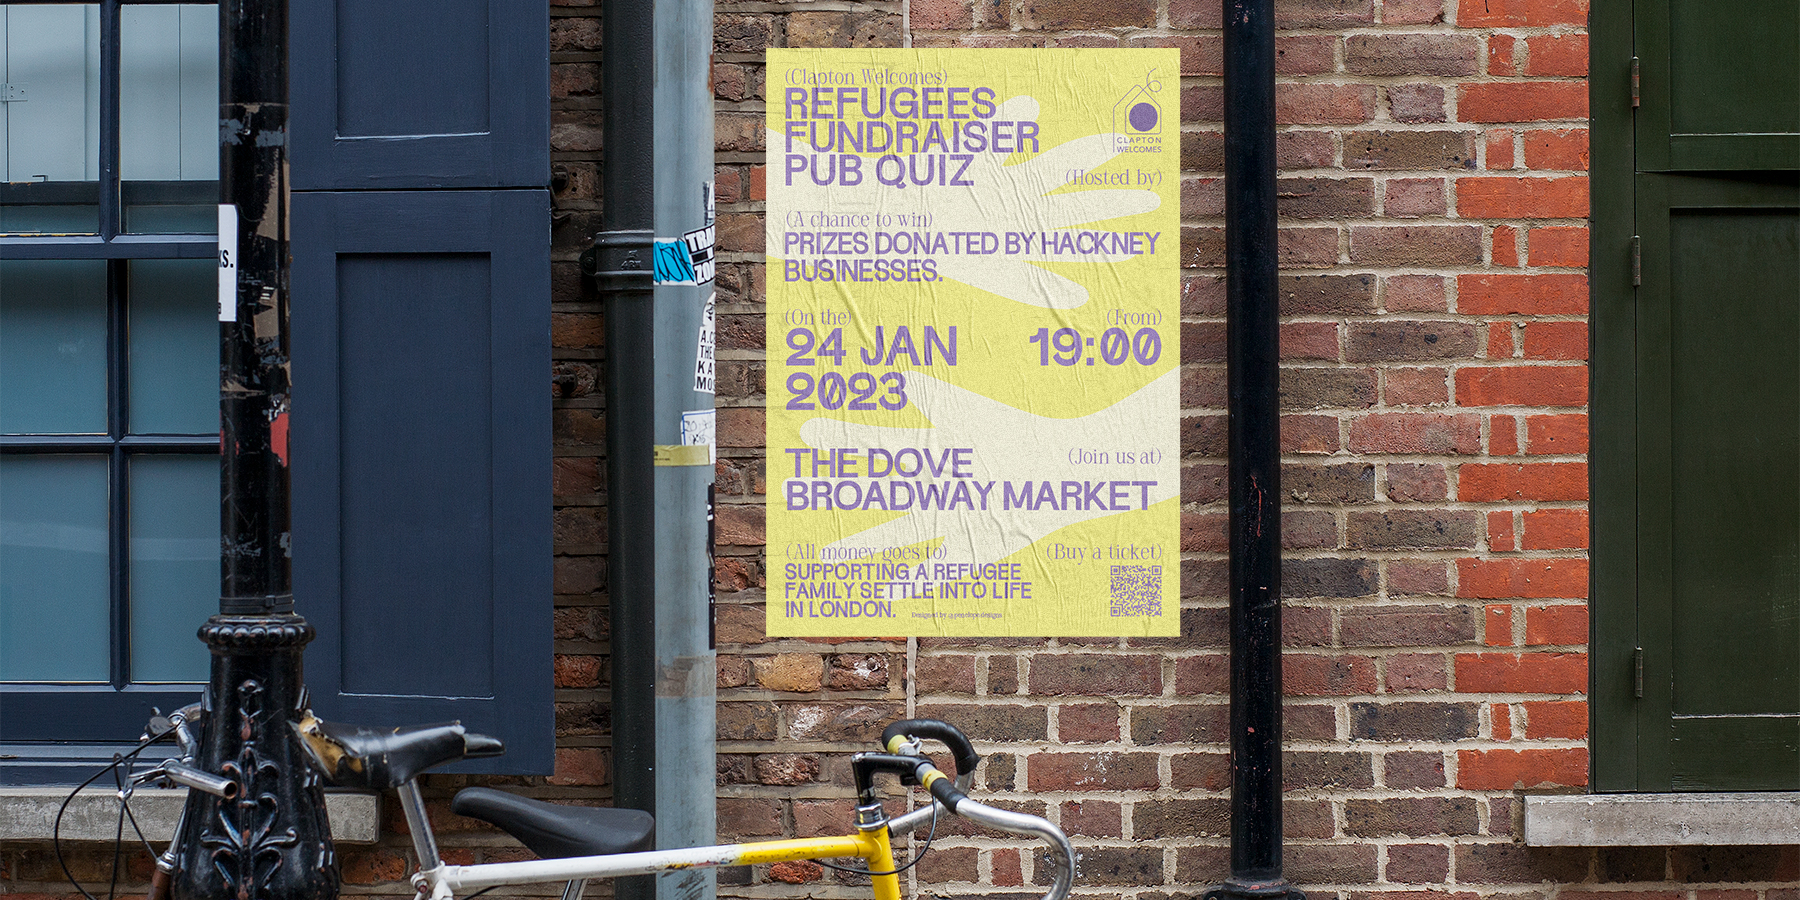 (Clapton Welcomes)
REFUGEES
FUNDRAISER
PUB QUIZ
CLAPTON
WELCOMES
(Hosted by)
(A chance to win)
PRIZES DONATED BY HACKNEY
BUSINESSES.
(On the)
24 JAN
2023
(From)
19:00
THE DOVE
BROADWAY MARKET
(Join us at)
(All money goes to)
SUPPORTING A REFUGEE
FAMILY SETTLE INTO LIFE
IN LONDON.
(Buy a ticket)
Designed by